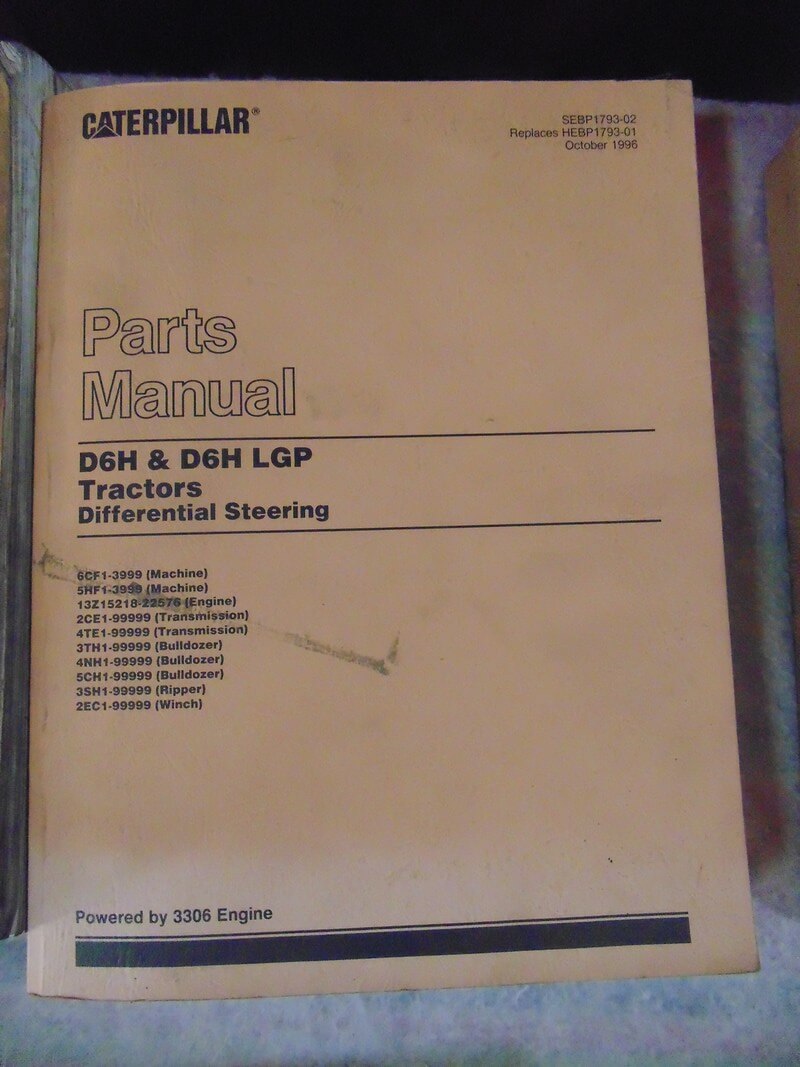 CATERPILLAR®
SEBP1793-02
Replaces HEBP1793-01
October 1996
Parts
Manual
D6H & D6H LGP
Tractors
Differential Steering
6CF1-3999 (Machine)
5HF1-3999 (Machine)
13Z15218-22576 (Engine)
2CE1-99999 (Transmission)
4TE1-99999 (Transmission)
3TH1-99999 (Bulldozer)
4NH1-99999 (Bulldozer)
5CH1-99999 (Bulldozer)
3SH1-99999 (Ripper)
2EC1-99999 (Winch)
Powered by 3306 Engine